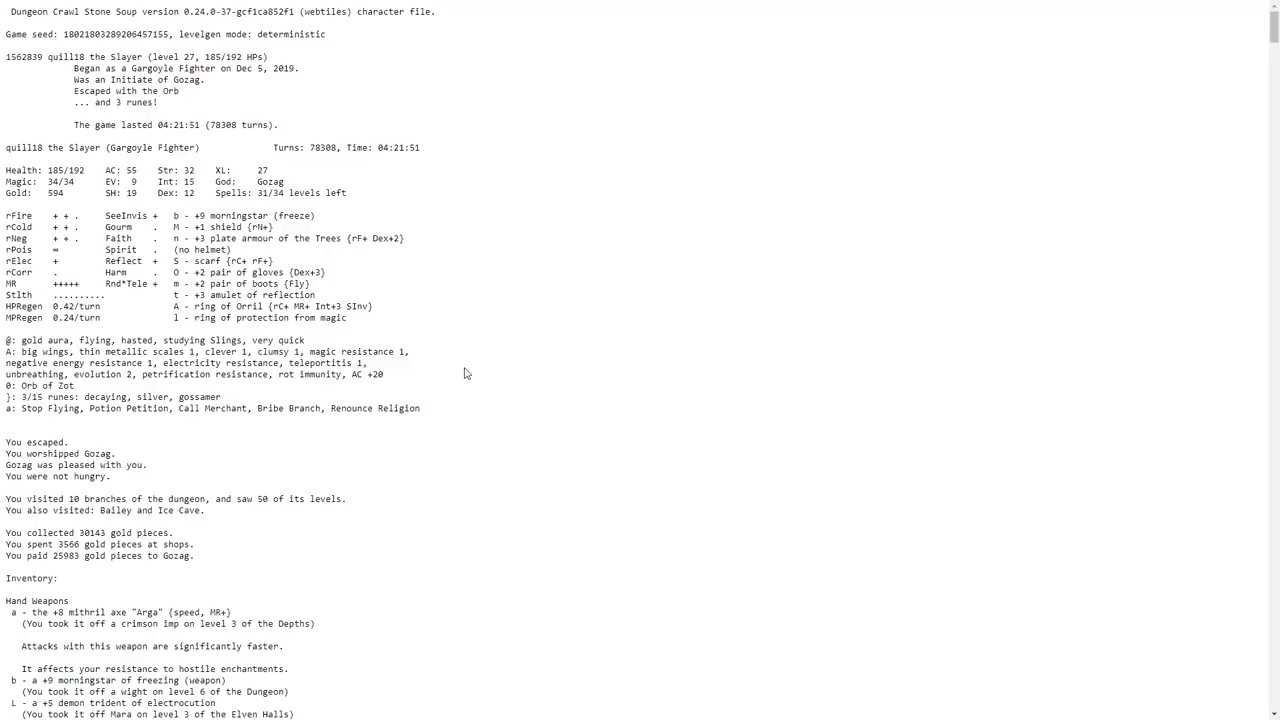 Dungeon Crawl Stone Soup version 0.24.0-37-gcf1ca852f1 (webtiles) character file.
Game seed: 18021803289206457155, levelgen mode: deterministic
1562839 quill18 the Slayer (level 27, 185/192 HPs)
Began as a Gargoyle Fighter on Dec 5, 2019.
Was an Initiate of Gozag.
Escaped with the Orb
... and 3 runes!
The game lasted 04:21:51 (78308 turns).
quill18 the Slayer (Gargoyle Fighter) Turns: 78308, Time: 04:21:51
Health: 185/192 AC: 55 Str: 32 XL: 27
Magic: 34/34 EV: 9 Int: 15 God: Gozag
Gold: 594 SH: 19 Dex: 12 Spells: 31/34 levels left
rFire + + . SeeInvis + b - +9 morningstar (freeze)
rCold + + . Gourm . M - +1 shield {rN+}
rNeg + + . Faith . n - +3 plate armour of the Trees {rF+ Dex+2}
rPois ∞ Spirit . (no helmet)
rElec + Reflect + S - scarf {rC+ rF+}
rCorr . Harm . O - +2 pair of gloves {Dex+3}
MR +++++ Rnd*Tele + m - +2 pair of boots {Fly}
Stlth .......... t - +3 amulet of reflection
HPRegen 0.42/turn A - ring of Orril {rC+ MR+ Int+3 SInv}
MPRegen 0.24/turn l - ring of protection from magic
@: gold aura, flying, hasted, studying Slings, very quick
A: big wings, thin metallic scales 1, clever 1, clumsy 1, magic resistance 1,
negative energy resistance 1, electricity resistance, teleportitis 1,
unbreathing, evolution 2, petrification resistance, rot immunity, AC +20
0: Orb of Zot
}: 3/15 runes: decaying, silver, gossamer
a: Stop Flying, Potion Petition, Call Merchant, Bribe Branch, Renounce Religion
You escaped.
You worshipped Gozag.
Gozag was pleased with you.
You were not hungry.
You visited 10 branches of the dungeon, and saw 50 of its levels.
You also visited: Bailey and Ice Cave.
You collected 30143 gold pieces.
You spent 3566 gold pieces at shops.
You paid 25983 gold pieces to Gozag.
Inventory:
Hand Weapons
a - the +8 mithril axe "Arga" {speed, MR+}
(You took it off a crimson imp on level 3 of the Depths)
Attacks with this weapon are significantly faster.
It affects your resistance to hostile enchantments.
b - a +9 morningstar of freezing (weapon)
(You took it off a wight on level 6 of the Dungeon)
L - a +5 demon trident of electrocution
(You took it off Mara on level 3 of the Elven Halls)